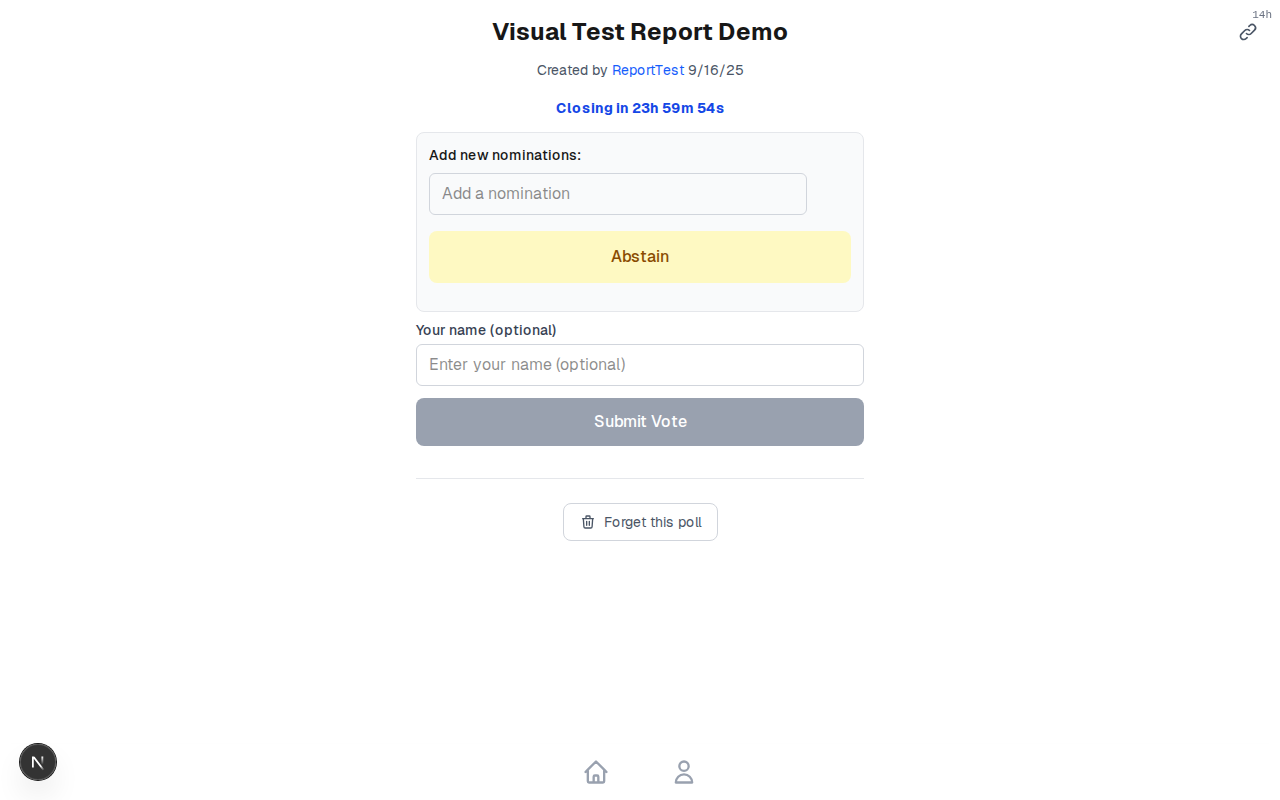 14h
Visual Test Report Demo
Created by ReportTest 9/16/25
Closing in 23h 59m 54s
Add new nominations:
Add a nomination
Abstain
Your name (optional)
Enter your name (optional)
Submit Vote
Forget this poll
N